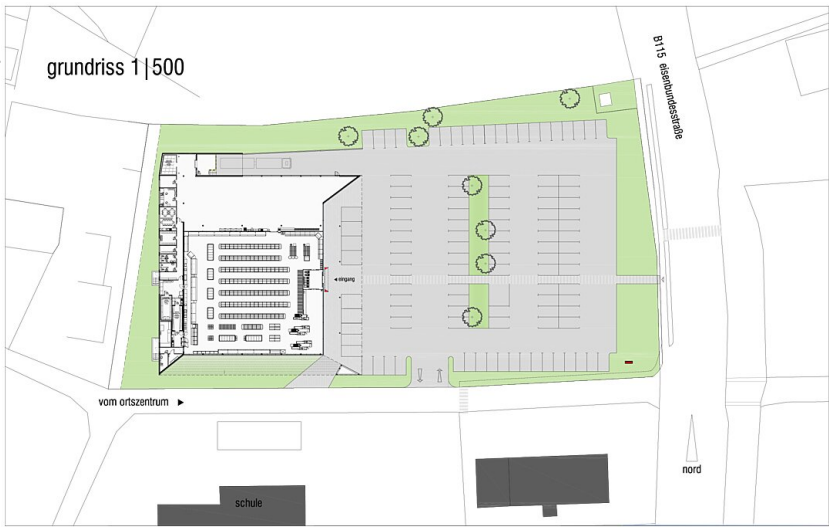 grundriss 1|500
B115 eisenbundesstraße
eingang
vom ortszentrum
nord
schule